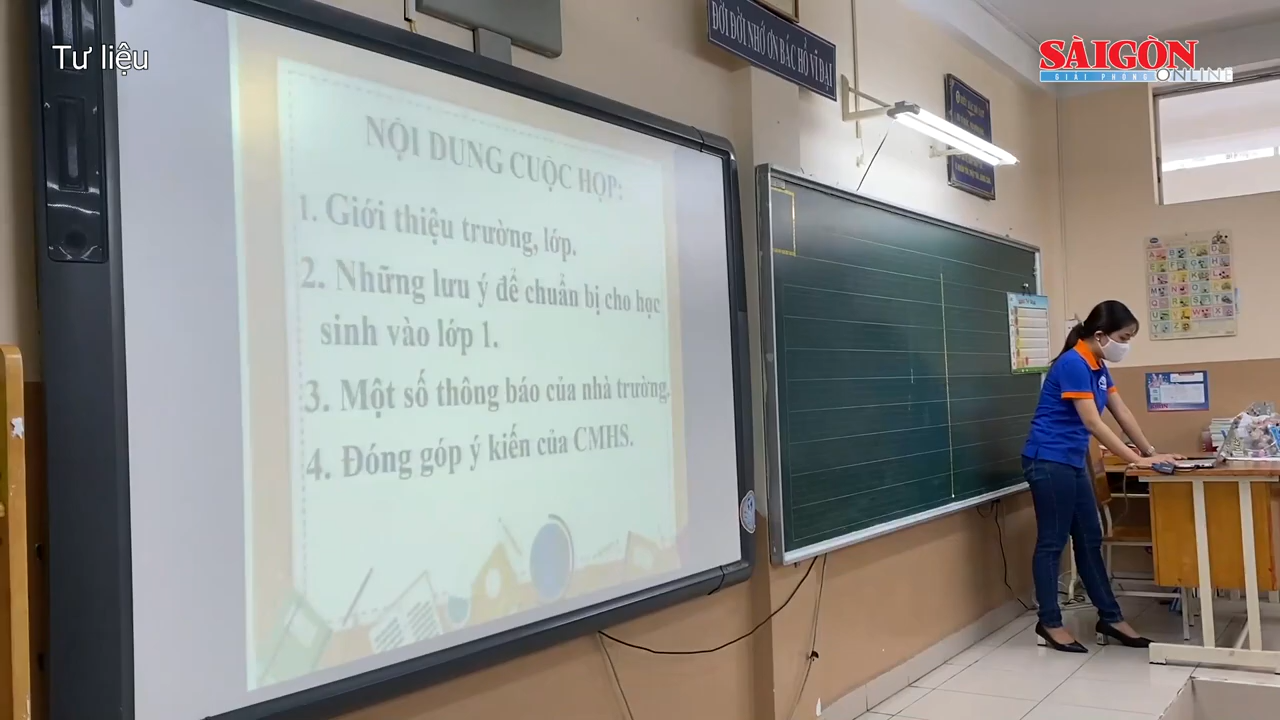 Tư liệu
SÀIGÒN
GIẢI PHÓNG
ONLINE
ĐỜI ĐỜI NHỚ ƠN BÁC HỒ VĨ ĐẠI
NỘI DUNG CUỘC HỌP:
1. Giới thiệu trường, lớp.
2. Những lưu ý để chuẩn bị cho học
sinh vào lớp 1.
3. Một số thông báo của nhà trường.
4. Đóng góp ý kiến của CMHS.